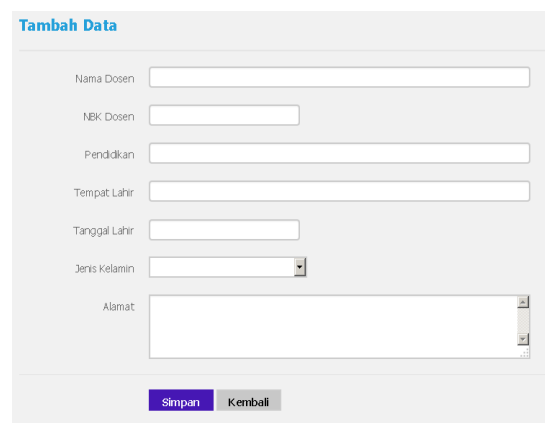 Tambah Data
Nama Dosen
NBK Dosen
Pendidikan
Tempat Lahir
Tanggal Lahir
Jenis Kelamin
Alamat
Simpan Kembali